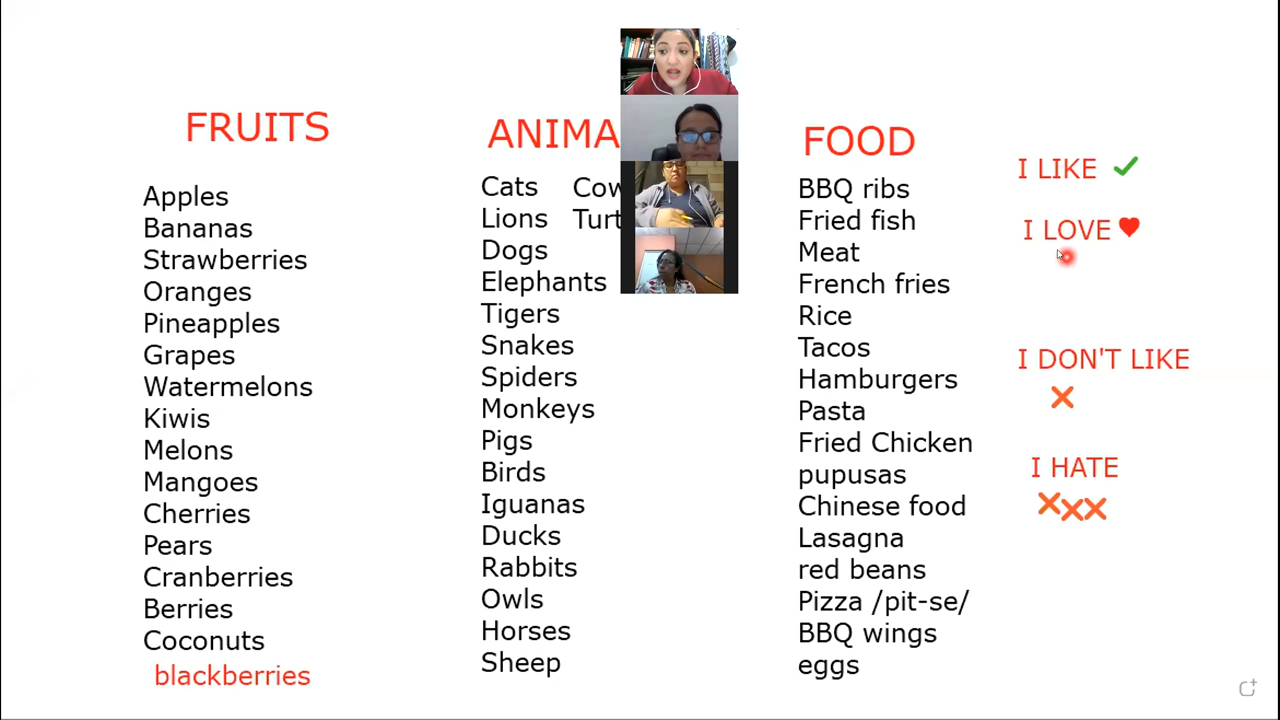 FRUITS
Apples
Bananas
Strawberries
Oranges
Pineapples
Grapes
Watermelons
Kiwis
Melons
Mangoes
Cherries
Pears
Cranberries
Berries
Coconuts
blackberries
ANIMA
Cats Cow
Lions Turt
Dogs
Elephants
Tigers
Snakes
Spiders
Monkeys
Pigs
Birds
Iguanas
Ducks
Rabbits
Owls
Horses
Sheep
FOOD
BBQ ribs
Fried fish
Meat
French fries
Rice
Tacos
Hamburgers
Pasta
Fried Chicken
pupusas
Chinese food
Lasagna
red beans
Pizza /pit-se/
BBQ wings
eggs
I LIKE
I LOVE
I DON'T LIKE
I HATE